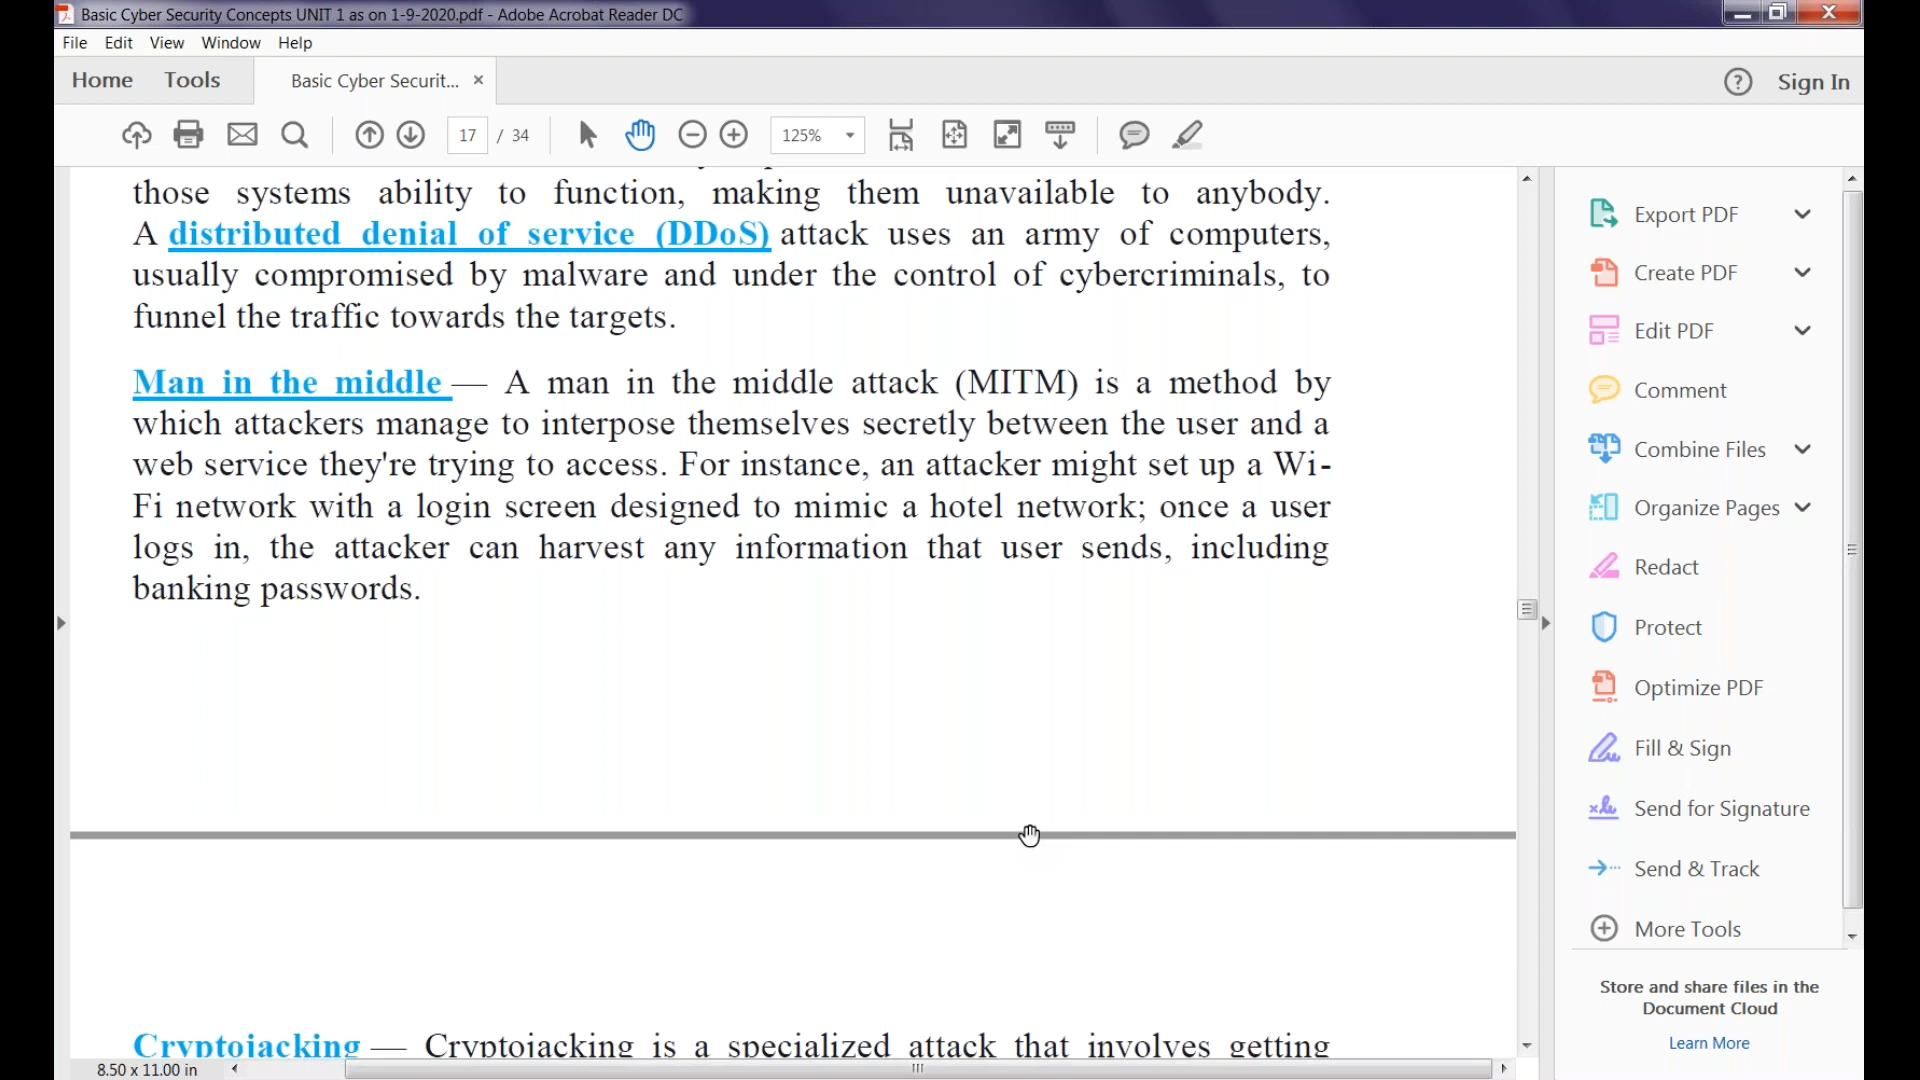 Basic Cyber Security Concepts UNIT 1 as on 1-9-2020.pdf - Adobe Acrobat Reader DC
File Edit View Window Help
Home Tools Basic Cyber Securit... × ? Sign In
17 / 34 125%
those systems ability to function, making them unavailable to anybody.
A distributed denial of service (DDoS) attack uses an army of computers,
usually compromised by malware and under the control of cybercriminals, to
funnel the traffic towards the targets.
Man in the middle — A man in the middle attack (MITM) is a method by
which attackers manage to interpose themselves secretly between the user and a
web service they're trying to access. For instance, an attacker might set up a Wi-
Fi network with a login screen designed to mimic a hotel network; once a user
logs in, the attacker can harvest any information that user sends, including
banking passwords.
Cryptojacking — Cryptojacking is a specialized attack that involves getting
8.50 x 11.00 in
Export PDF
Create PDF
Edit PDF
Comment
Combine Files
Organize Pages
Redact
Protect
Optimize PDF
Fill & Sign
Send for Signature
Send & Track
More Tools
Store and share files in the
Document Cloud
Learn More